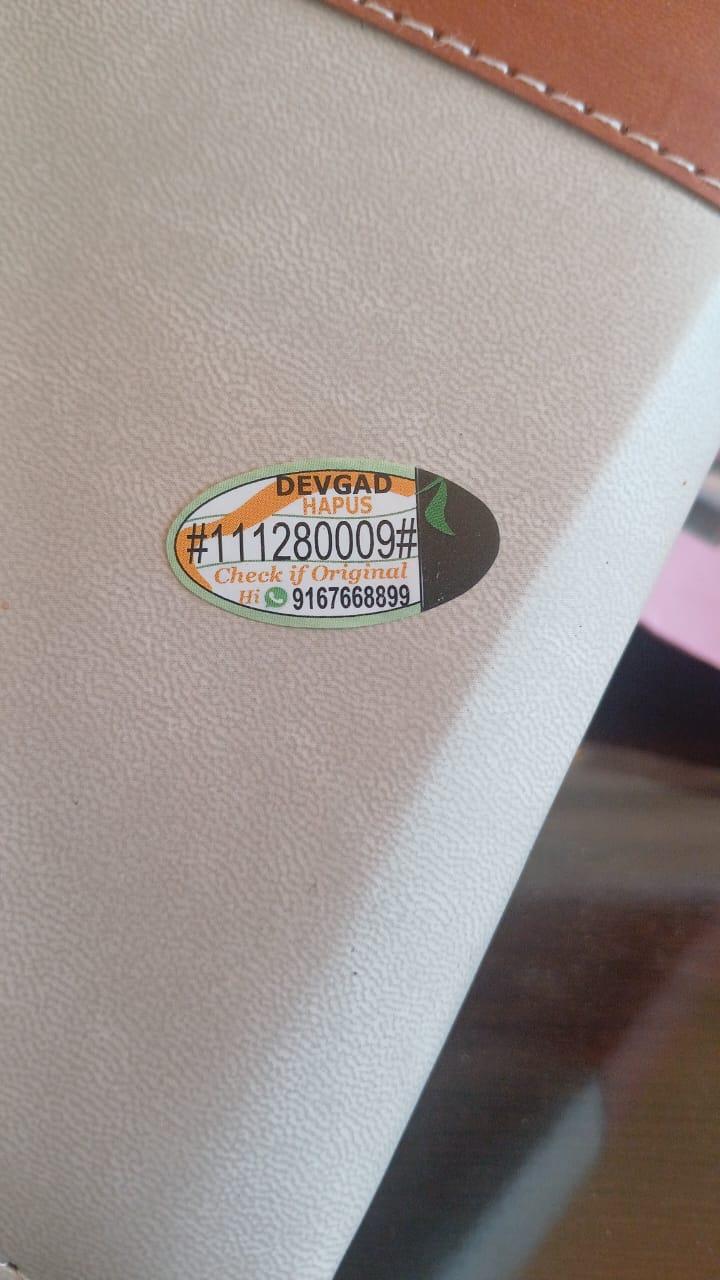 DEVGAD
HAPUS
#111280009#
Check if Original
Hi 9167668899